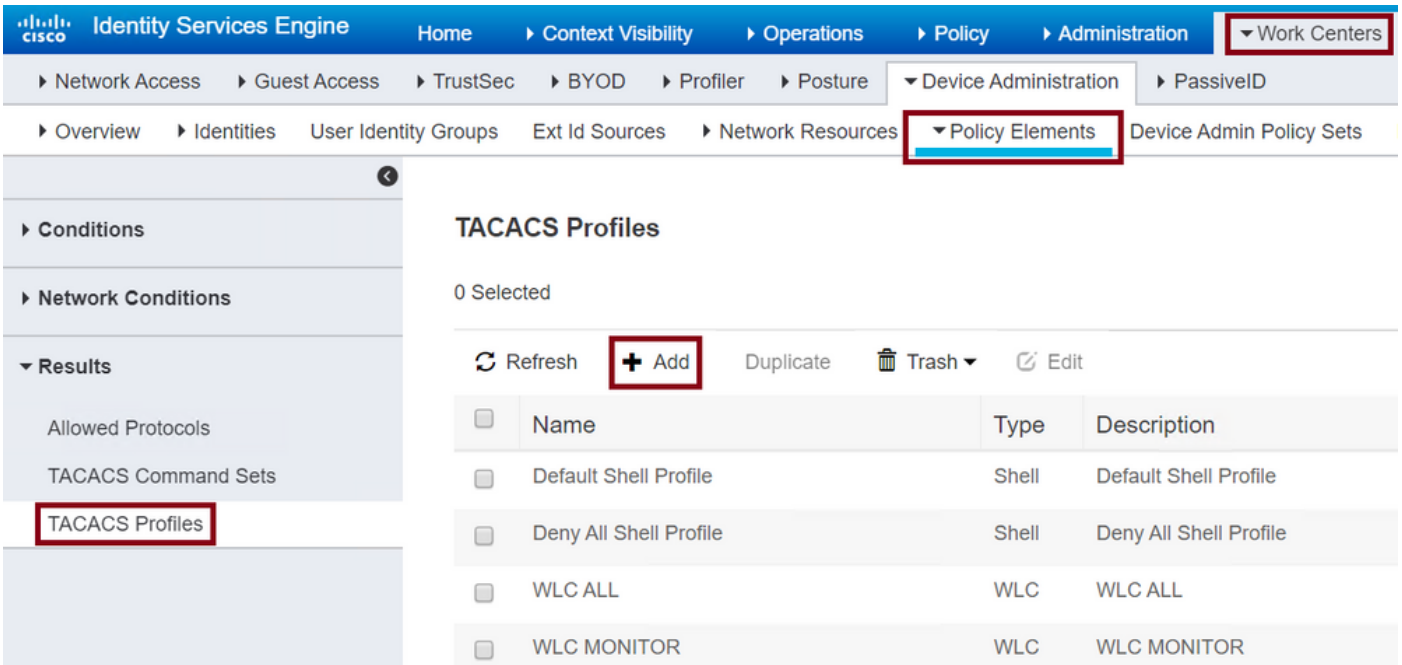 cisco Identity Services Engine Home Context Visibility Operations Policy Administration Work Centers
Network Access Guest Access TrustSec BYOD Profiler Posture Device Administration PassiveID
Overview Identities User Identity Groups Ext Id Sources Network Resources Policy Elements Device Admin Policy Sets
Conditions
Network Conditions
Results
Allowed Protocols
TACACS Command Sets
TACACS Profiles
TACACS Profiles
0 Selected
Refresh Add Duplicate Trash Edit
Name Type Description
Default Shell Profile Shell Default Shell Profile
Deny All Shell Profile Shell Deny All Shell Profile
WLC ALL WLC WLC ALL
WLC MONITOR WLC WLC MONITOR